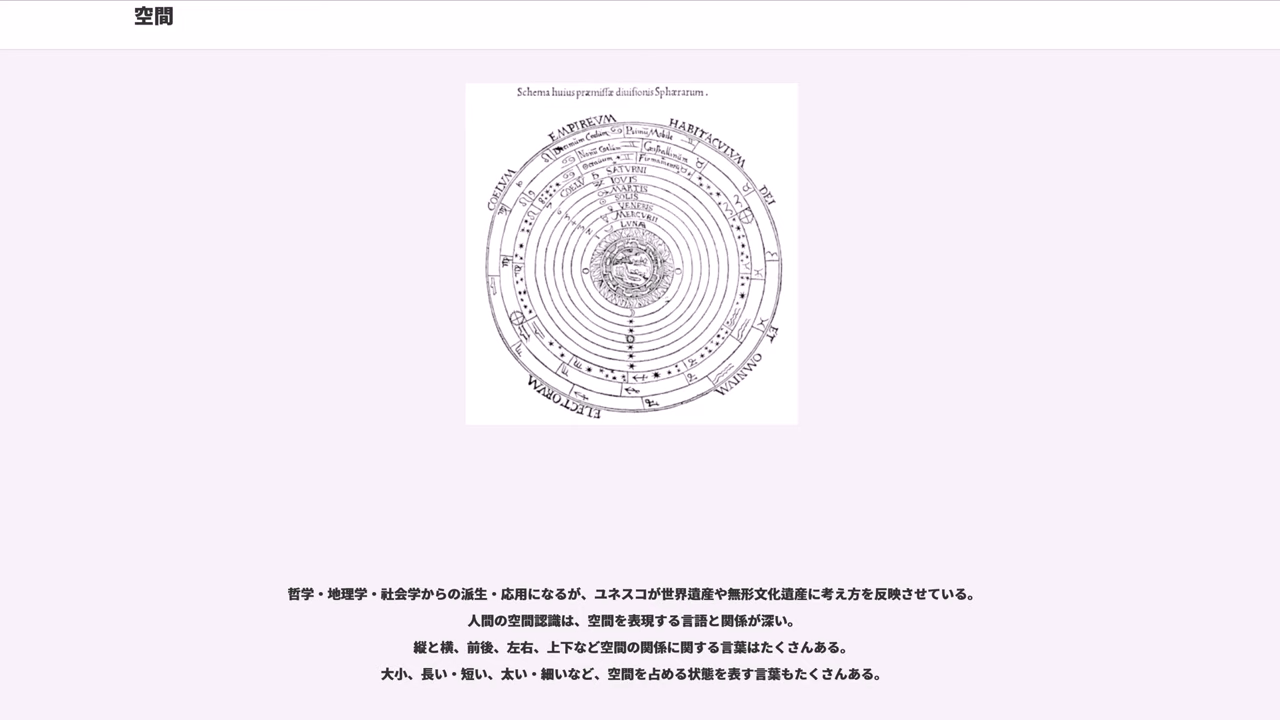 空間
Schema huius præmissæ diuisionis Sphærarum.
EMPIREVM HABITACVLVM DEI
COELVM
ET OMNIVM
ELECTORVM
Decimum Coelum Primū Mobile
Nonū Coelum Cristallinum
Firmamentū
COELV SATVRNI
IOVIS
MARTIS
SOLIS
VENERIS
MERCVRII
LVNÆ
哲学・地理学・社会学からの派生・応用になるが、ユネスコが世界遺産や無形文化遺産に考え方を反映させている。
人間の空間認識は、空間を表現する言語と関係が深い。
縦と横、前後、左右、上下など空間の関係に関する言葉はたくさんある。
大小、長い・短い、太い・細いなど、空間を占める状態を表す言葉もたくさんある。